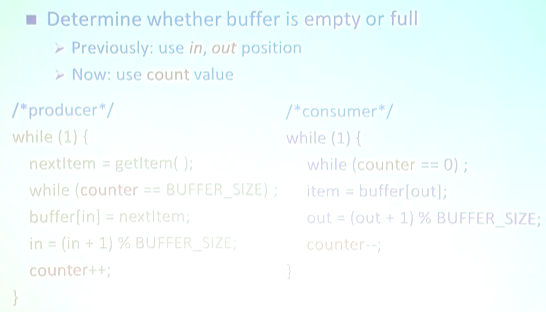 Determine whether buffer is empty or full
Previously: use in, out position
Now: use count value
/*producer*/
while (1) {
nextItem = getItem( );
while (counter == BUFFER_SIZE) ;
buffer[in] = nextItem;
in = (in + 1) % BUFFER_SIZE;
counter++;
}
/*consumer*/
while (1) {
while (counter == 0) ;
item = buffer[out];
out = (out + 1) % BUFFER_SIZE;
counter--;
}